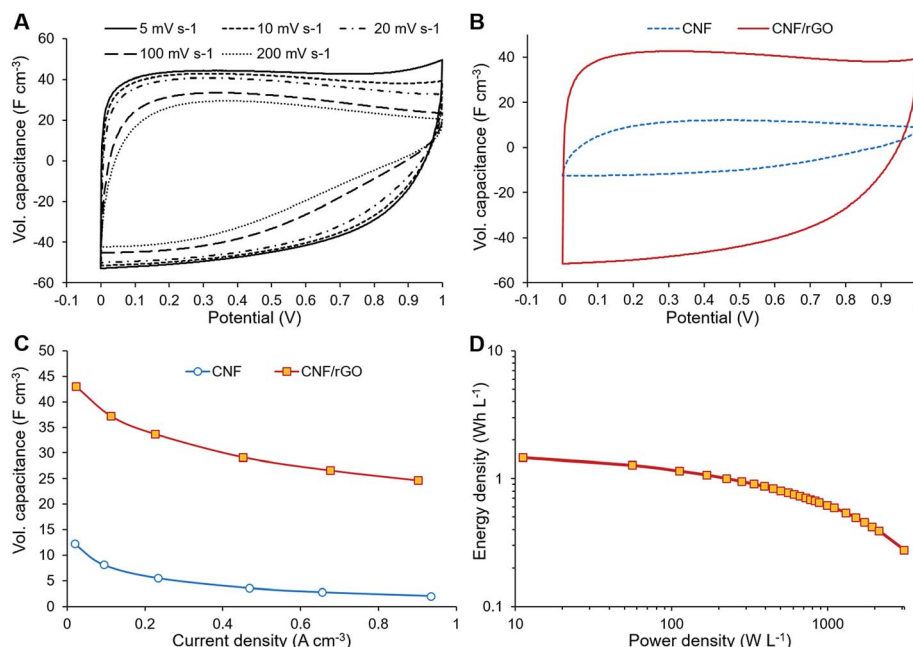 A
5 mV s-1
10 mV s-1
20 mV s-1
100 mV s-1
200 mV s-1
Vol. capacitance (F cm⁻³)
60
40
20
0
-20
-40
-60
-0.1 0 0.1 0.2 0.3 0.4 0.5 0.6 0.7 0.8 0.9 1
Potential (V)
B
CNF
CNF/rGO
Vol. capacitance (F cm⁻³)
60
40
20
0
-20
-40
-60
-0.1 0 0.1 0.2 0.3 0.4 0.5 0.6 0.7 0.8 0.9
Potential (V)
C
CNF
CNF/rGO
Vol. capacitance (F cm⁻³)
50
45
40
35
30
25
20
15
10
5
0
0 0.2 0.4 0.6 0.8 1
Current density (A cm⁻³)
D
Energy density (Wh L⁻¹)
10
1
0.1
10 100 1000
Power density (W L⁻¹)